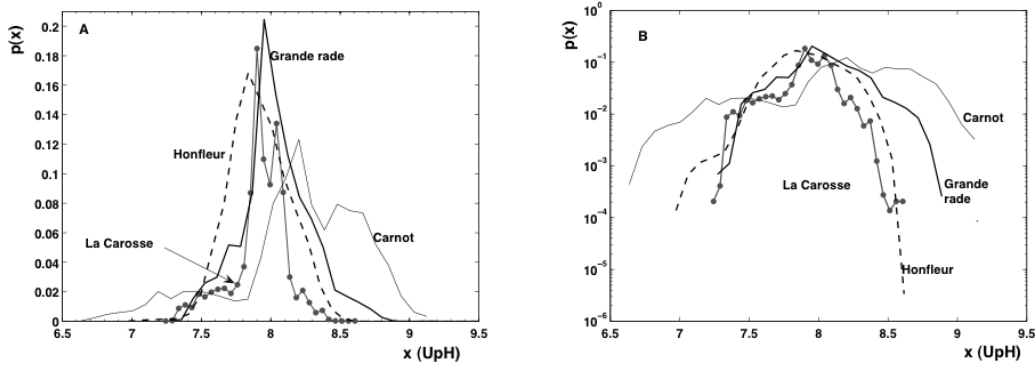 A
p(x)
0.2
0.18
0.16
0.14
0.12
0.1
0.08
0.06
0.04
0.02
0
Grande rade
Honfleur
La Carosse
Carnot
6.5 7 7.5 8 8.5 9 9.5
x (UpH)
B
p(x)
10^0
10^-1
10^-2
10^-3
10^-4
10^-5
10^-6
Carnot
La Carosse
Grande
rade
Honfleur
6.5 7 7.5 8 8.5 9 9.5
x (UpH)